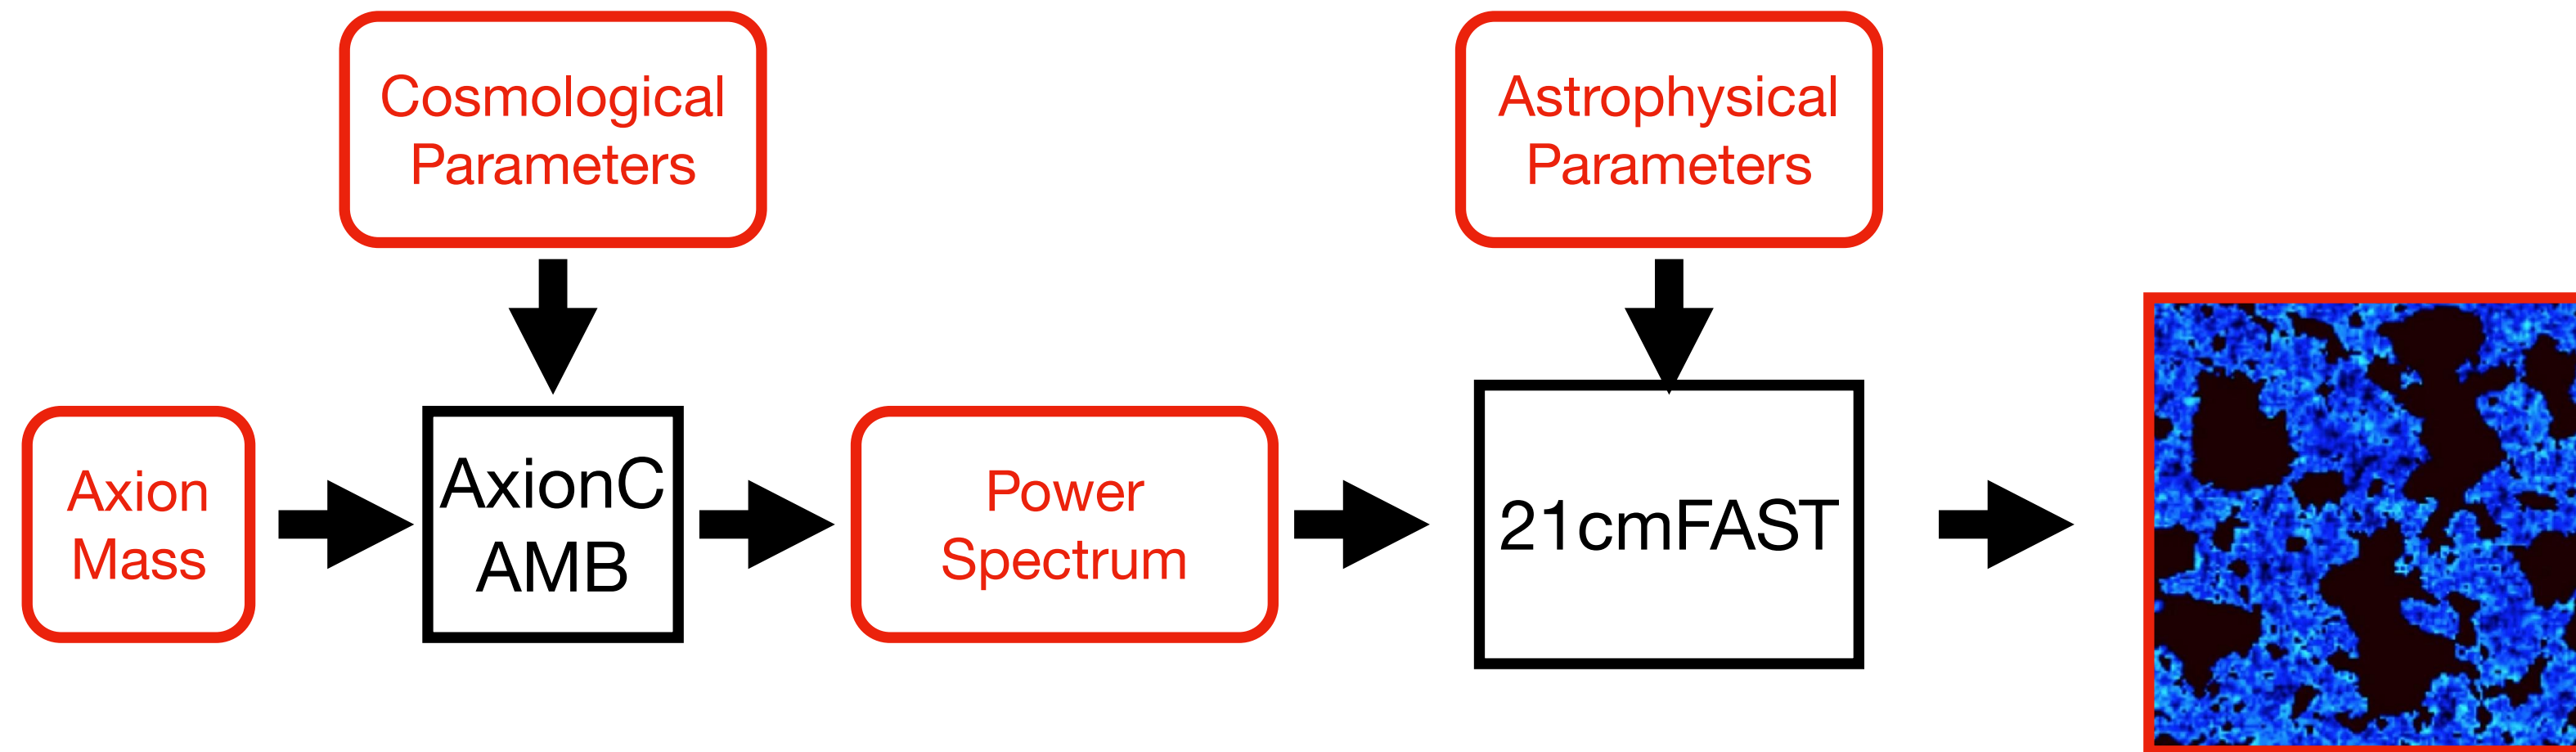 Cosmological
Parameters
Astrophysical
Parameters
Axion
Mass
AxionC
AMB
Power
Spectrum
21cmFAST